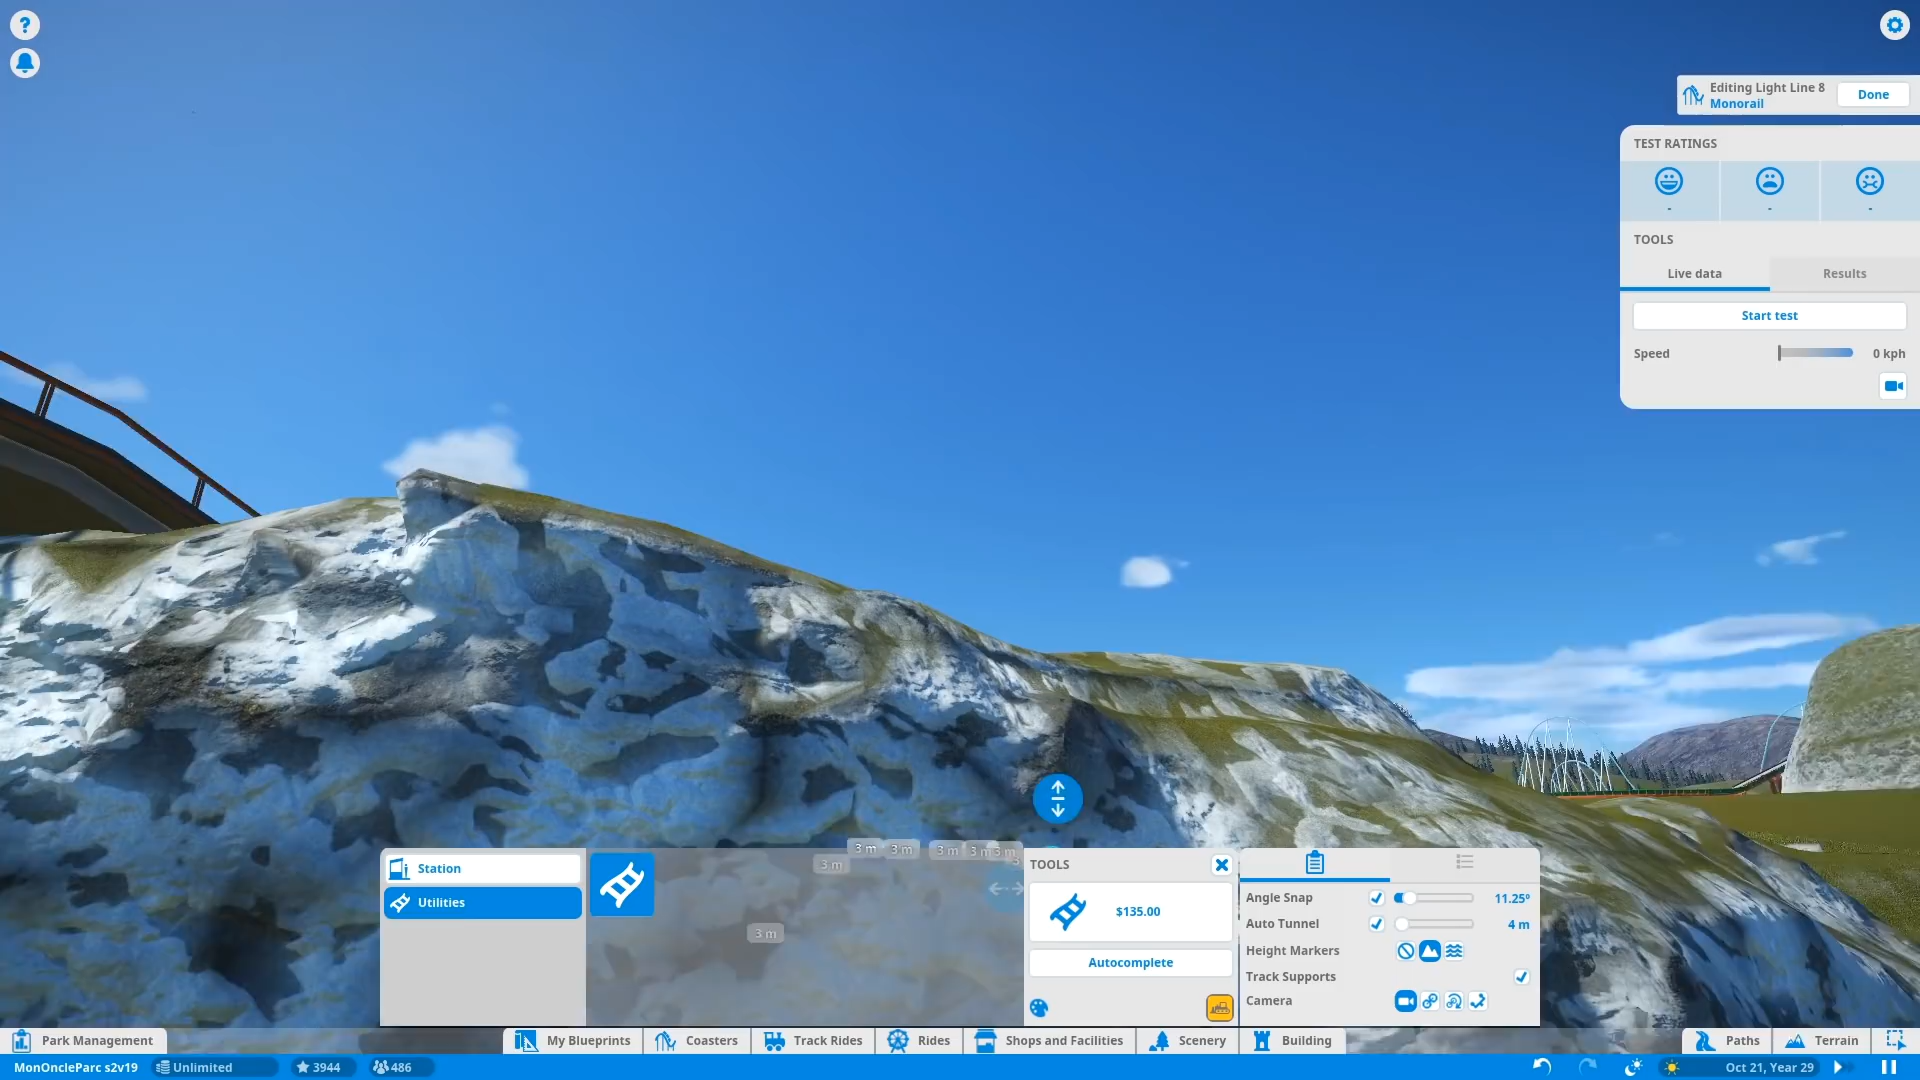 ?
Editing Light Line 8
Monorail
Done
TEST RATINGS
-
-
-
TOOLS
Live data
Results
Start test
Speed
0 kph
3 m
3 m
3 m
3 m
3 m
3 m
3 m
Station
Utilities
TOOLS
$135.00
Autocomplete
Angle Snap
11.25°
Auto Tunnel
4 m
Height Markers
Track Supports
Camera
Park Management
My Blueprints
Coasters
Track Rides
Rides
Shops and Facilities
Scenery
Building
Paths
Terrain
MonOncleParc s2v19
Unlimited
3944
486
Oct 21, Year 29